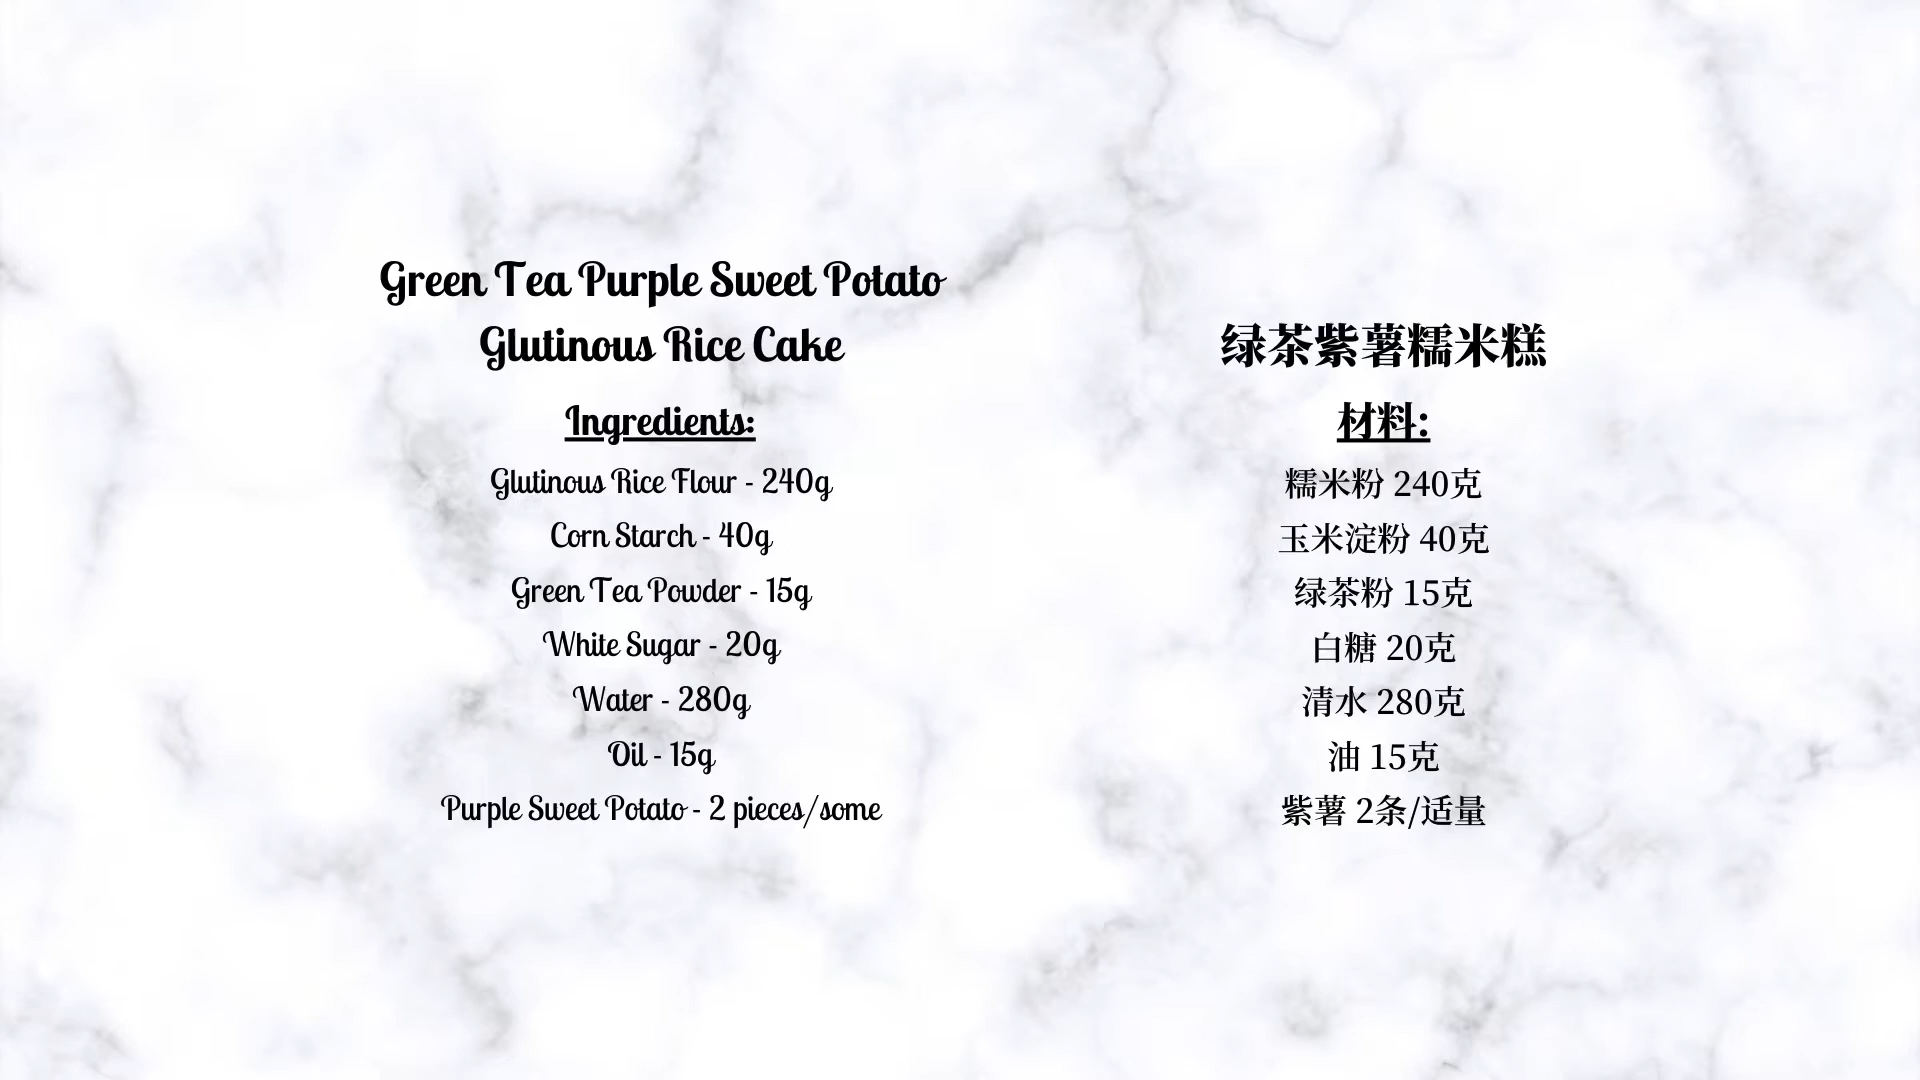 Green Tea Purple Sweet Potato
Glutinous Rice Cake
Ingredients:
Glutinous Rice Flour - 240g
Corn Starch - 40g
Green Tea Powder - 15g
White Sugar - 20g
Water - 280g
Oil - 15g
Purple Sweet Potato - 2 pieces/some
绿茶紫薯糯米糕
材料:
糯米粉 240克
玉米淀粉 40克
绿茶粉 15克
白糖 20克
清水 280克
油 15克
紫薯 2条/适量